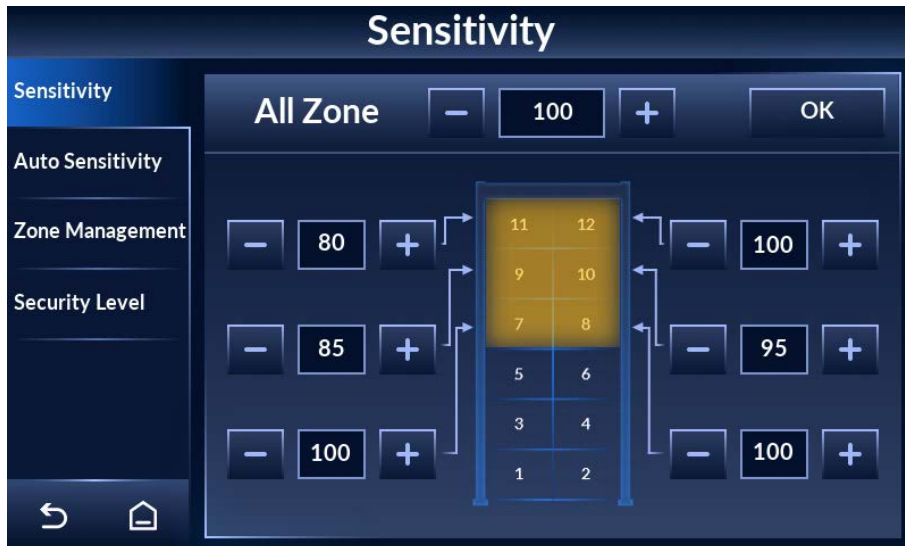 Sensitivity
Sensitivity
All Zone − 100 + OK
Auto Sensitivity
Zone Management
Security Level
− 80 + 11 12 − 100 +
9 10
7 8
− 85 + − 95 +
5 6
3 4
− 100 + − 100 +
1 2